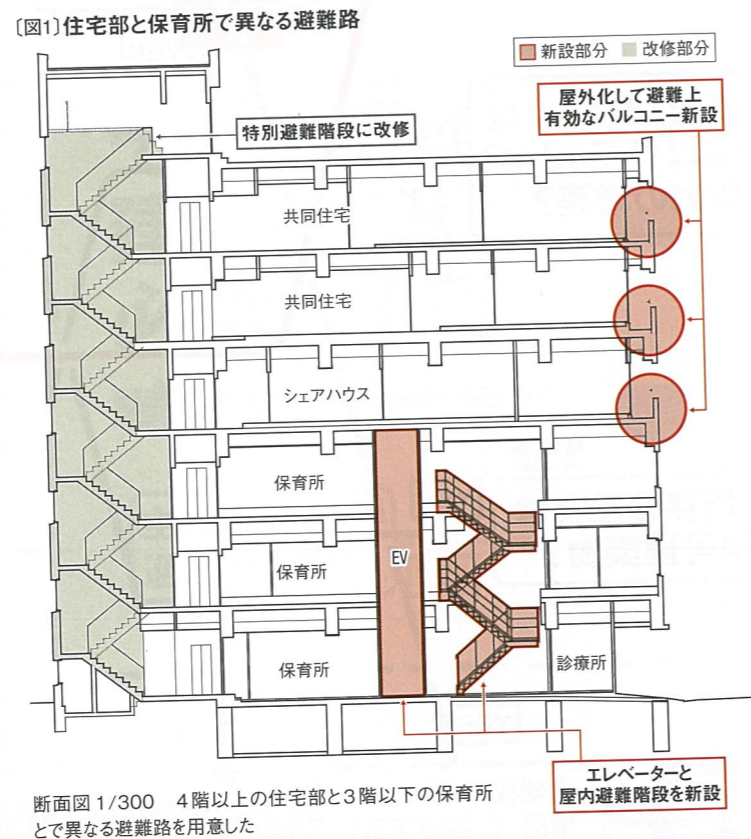 〔図1〕住宅部と保育所で異なる避難路
新設部分 改修部分
屋外化して避難上
有効なバルコニー新設
特別避難階段に改修
共同住宅
共同住宅
シェアハウス
保育所
保育所
EV
保育所
診療所
エレベーターと
屋内避難階段を新設
断面図1/300 4階以上の住宅部と3階以下の保育所
とで異なる避難路を用意した